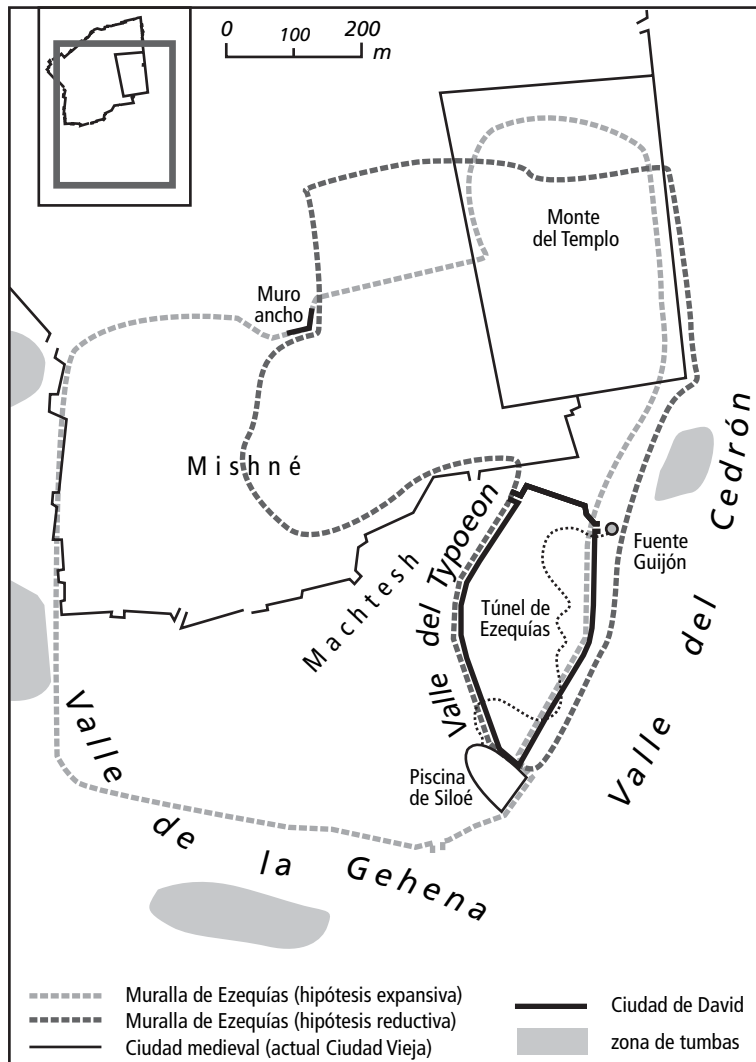 0 100 200
m
Monte
del Templo
Muro
ancho
Mishné
Valle del Cedrón
Fuente
Guijón
Machtesh
Valle del Typoeon
Túnel de
Ezequías
Piscina
de Siloé
Valle de la Gehena
Muralla de Ezequías (hipótesis expansiva)
Muralla de Ezequías (hipótesis reductiva)
Ciudad medieval (actual Ciudad Vieja)
Ciudad de David
zona de tumbas